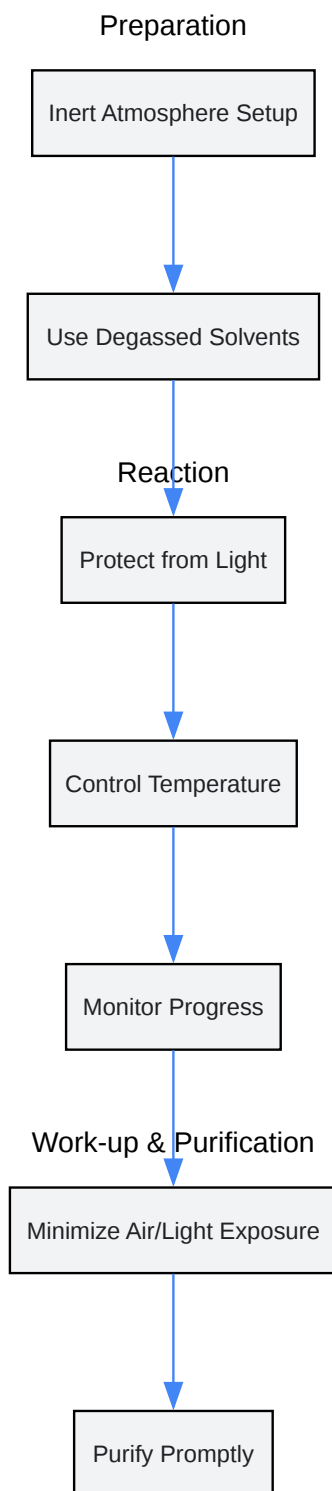 Preparation
Inert Atmosphere Setup
Use Degassed Solvents
Reaction
Protect from Light
Control Temperature
Monitor Progress
Work-up & Purification
Minimize Air/Light Exposure
Purify Promptly